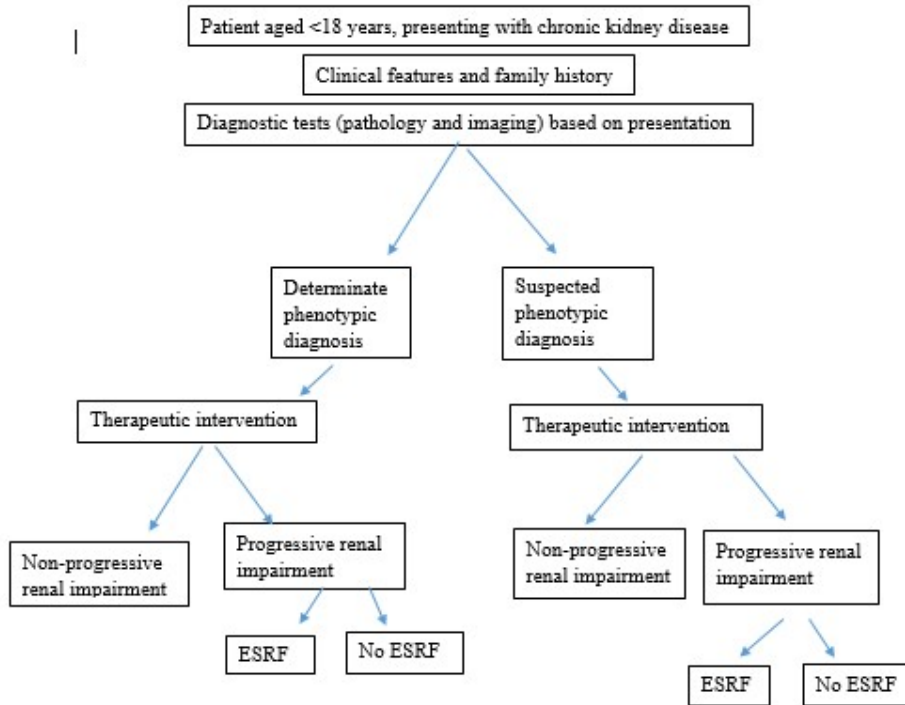 Patient aged <18 years, presenting with chronic kidney disease
Clinical features and family history
Diagnostic tests (pathology and imaging) based on presentation
Determinate
phenotypic
diagnosis
Suspected
phenotypic
diagnosis
Therapeutic intervention
Therapeutic intervention
Non-progressive
renal impairment
Progressive renal
impairment
Non-progressive
renal impairment
Progressive renal
impairment
ESRF
No ESRF
ESRF
No ESRF